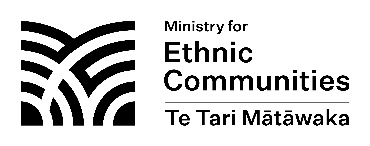 Ministry for
Ethnic
Communities
Te Tari Mātāwaka